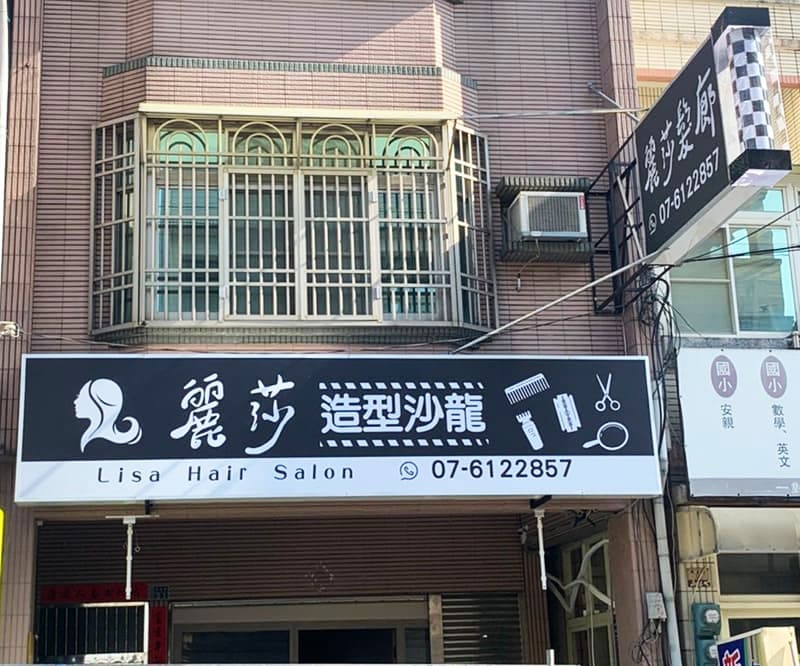 麗莎髮廊
07-6122857
麗莎 造型沙龍
Lisa Hair Salon 07-6122857
國小 國小
安親
數學、英文